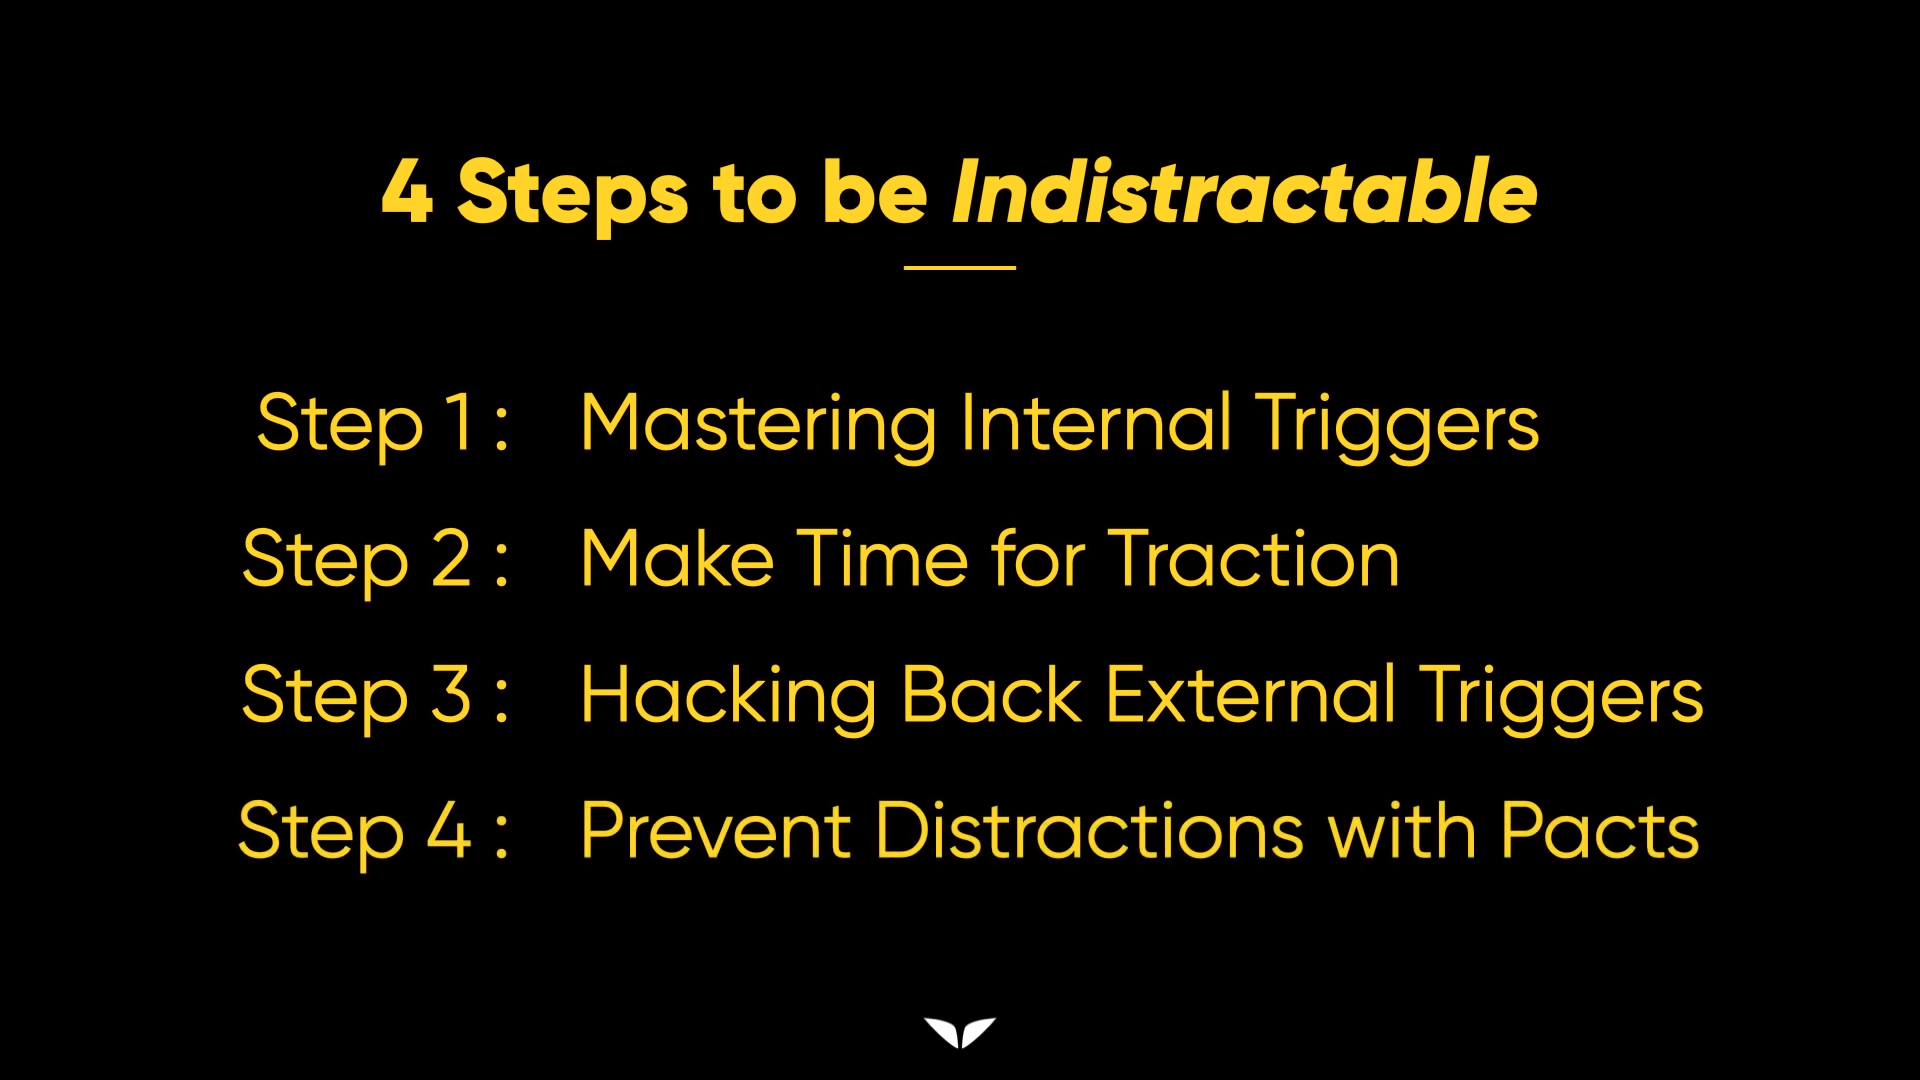 4 Steps to be Indistractable
Step 1 : Mastering Internal Triggers
Step 2 : Make Time for Traction
Step 3 : Hacking Back External Triggers
Step 4 : Prevent Distractions with Pacts